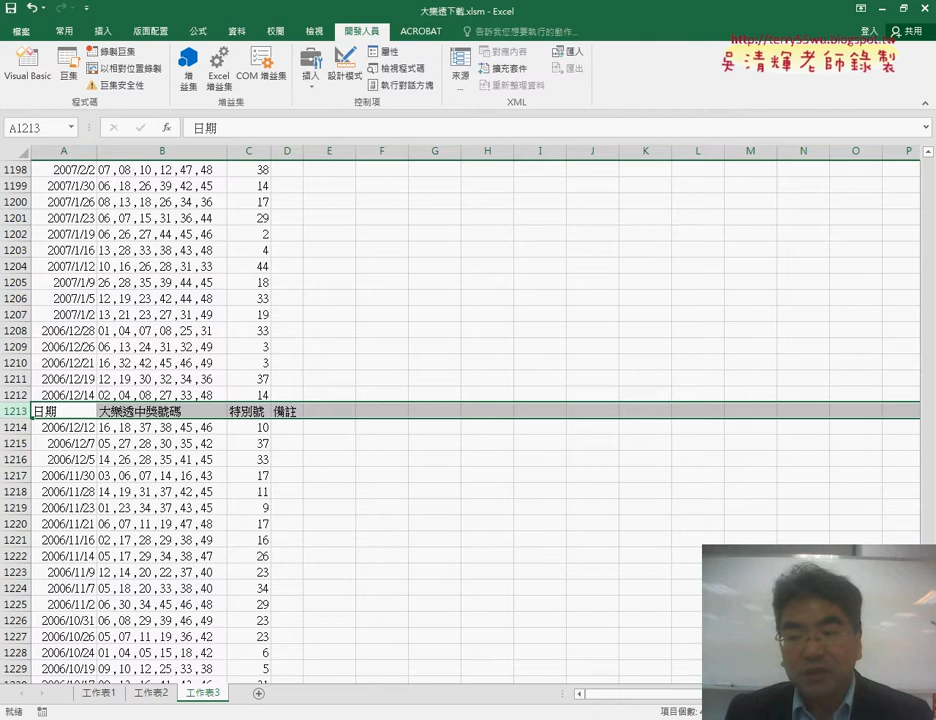 大樂透下載.xlsm - Excel
檔案 常用 插入 版面配置 公式 資料 校閱 檢視 開發人員 ACROBAT 告訴我您想要執行的動作... 登入 共用
http://terry55wu.blogspot.tw
吳清輝老師錄製
Visual Basic 巨集 錄製巨集 以相對位置錄製 巨集安全性 程式碼
增益集 Excel 增益集 COM 增益集 增益集
插入 設計模式 屬性 檢視程式碼 執行對話方塊 控制項
來源... 對應內容 擴充套件 重新整理資料 匯入 匯出 XML
A1213 fx 日期
A B C D E F G H I J K L M N O P
1198 2007/2/2 07 , 08 , 10 , 12 , 47 , 48 38
1199 2007/1/30 06 , 18 , 26 , 39 , 42 , 45 14
1200 2007/1/26 08 , 13 , 18 , 26 , 34 , 36 17
1201 2007/1/23 06 , 07 , 15 , 31 , 36 , 44 29
1202 2007/1/19 06 , 26 , 27 , 44 , 45 , 46 2
1203 2007/1/16 13 , 28 , 33 , 38 , 43 , 48 4
1204 2007/1/12 10 , 16 , 26 , 28 , 31 , 33 44
1205 2007/1/9 26 , 28 , 35 , 39 , 44 , 45 18
1206 2007/1/5 12 , 19 , 23 , 42 , 44 , 48 33
1207 2007/1/2 13 , 21 , 23 , 27 , 31 , 49 19
1208 2006/12/28 01 , 04 , 07 , 08 , 25 , 31 33
1209 2006/12/26 06 , 13 , 24 , 31 , 32 , 49 3
1210 2006/12/21 16 , 32 , 42 , 45 , 46 , 49 3
1211 2006/12/19 12 , 19 , 30 , 32 , 34 , 36 37
1212 2006/12/14 02 , 04 , 08 , 27 , 33 , 48 14
1213 日期 大樂透中獎號碼 特別號 備註
1214 2006/12/12 16 , 18 , 37 , 38 , 45 , 46 10
1215 2006/12/7 05 , 27 , 28 , 30 , 35 , 42 37
1216 2006/12/5 14 , 26 , 28 , 35 , 41 , 45 33
1217 2006/11/30 03 , 06 , 07 , 14 , 16 , 43 17
1218 2006/11/28 14 , 19 , 31 , 37 , 42 , 45 11
1219 2006/11/23 01 , 23 , 34 , 37 , 43 , 45 9
1220 2006/11/21 06 , 07 , 11 , 19 , 47 , 48 17
1221 2006/11/16 02 , 17 , 28 , 29 , 38 , 49 16
1222 2006/11/14 05 , 17 , 29 , 34 , 38 , 47 26
1223 2006/11/9 12 , 14 , 20 , 22 , 37 , 40 23
1224 2006/11/7 05 , 18 , 20 , 33 , 38 , 40 34
1225 2006/11/2 06 , 30 , 34 , 45 , 46 , 48 29
1226 2006/10/31 06 , 08 , 29 , 39 , 46 , 49 23
1227 2006/10/26 05 , 07 , 11 , 19 , 36 , 42 23
1228 2006/10/24 01 , 04 , 05 , 15 , 18 , 42 6
1229 2006/10/19 09 , 10 , 12 , 25 , 33 , 38 5
工作表1 工作表2 工作表3
就緒 項目個數: